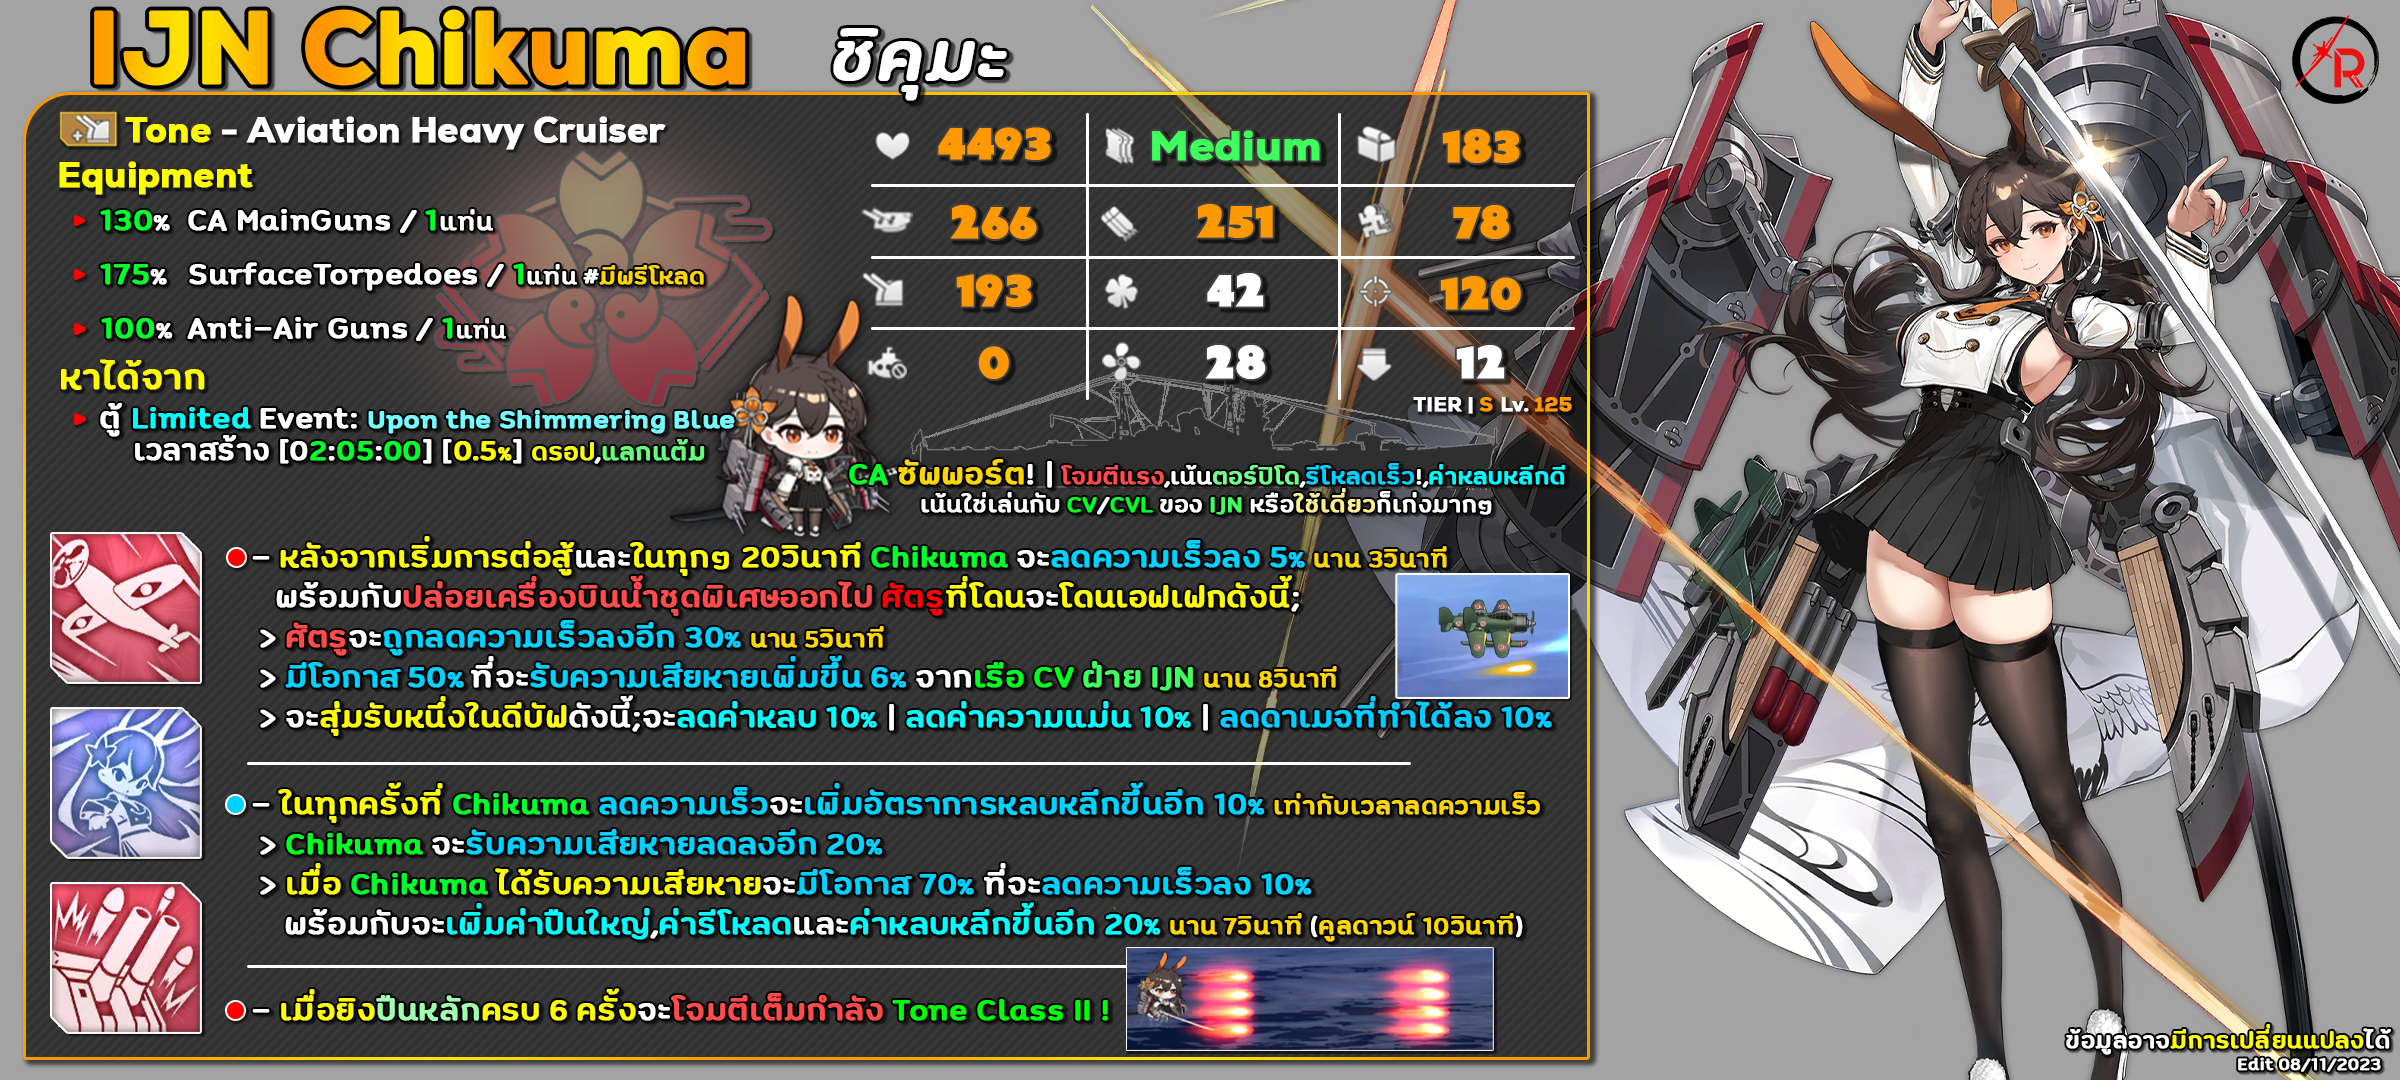 IJN Chikuma ชิคุมะ
R
Tone - Aviation Heavy Cruiser
Equipment
130% CA MainGuns / 1แท่น
175% SurfaceTorpedoes / 1แท่น #มีพรีโหลด
100% Anti-Air Guns / 1แท่น
หาได้จาก
ตู้ Limited Event: Upon the Shimmering Blue
เวลาสร้าง [02:05:00] [0.5%] ดรอป,แลกแต้ม
4493 Medium 183
266 251 78
193 42 120
0 28 12
TIER | S Lv. 125
CA ซัพพอร์ต! | โจมตีแรง,เน้นตอร์ปิโด,รีโหลดเร็ว!,ค่าหลบหลีกดี
เน้นใช่เล่นกับ CV/CVL ของ IJN หรือใช้เดี่ยวก็เก่งมากๆ
- หลังจากเริ่มการต่อสู้และในทุกๆ 20วินาที Chikuma จะลดความเร็วลง 5% นาน 3วินาที
พร้อมกับปล่อยเครื่องบินน้ำชุดพิเศษออกไป ศัตรูที่โดนจะโดนเอฟเฟกดังนี้;
> ศัตรูจะถูกลดความเร็วลงอีก 30% นาน 5วินาที
> มีโอกาส 50% ที่จะรับความเสียหายเพิ่มขึ้น 6% จากเรือ CV ฝ่าย IJN นาน 8วินาที
> จะสุ่มรับหนึ่งในดีบัฟดังนี้;จะลดค่าหลบ 10% | ลดค่าความแม่น 10% | ลดดาเมจที่ทำได้ลง 10%
- ในทุกครั้งที่ Chikuma ลดความเร็วจะเพิ่มอัตราการหลบหลีกขึ้นอีก 10% เท่ากับเวลาลดความเร็ว
> Chikuma จะรับความเสียหายลดลงอีก 20%
> เมื่อ Chikuma ได้รับความเสียหายจะมีโอกาส 70% ที่จะลดความเร็วลง 10%
พร้อมกับจะเพิ่มค่าปืนใหญ่,ค่ารีโหลดและค่าหลบหลีกขึ้นอีก 20% นาน 7วินาที (คูลดาวน์ 10วินาที)
- เมื่อยิงปืนหลักครบ 6 ครั้งจะโจมตีเต็มกำลัง Tone Class II !
ข้อมูลอาจมีการเปลี่ยนแปลงได้
Edit 08/11/2023